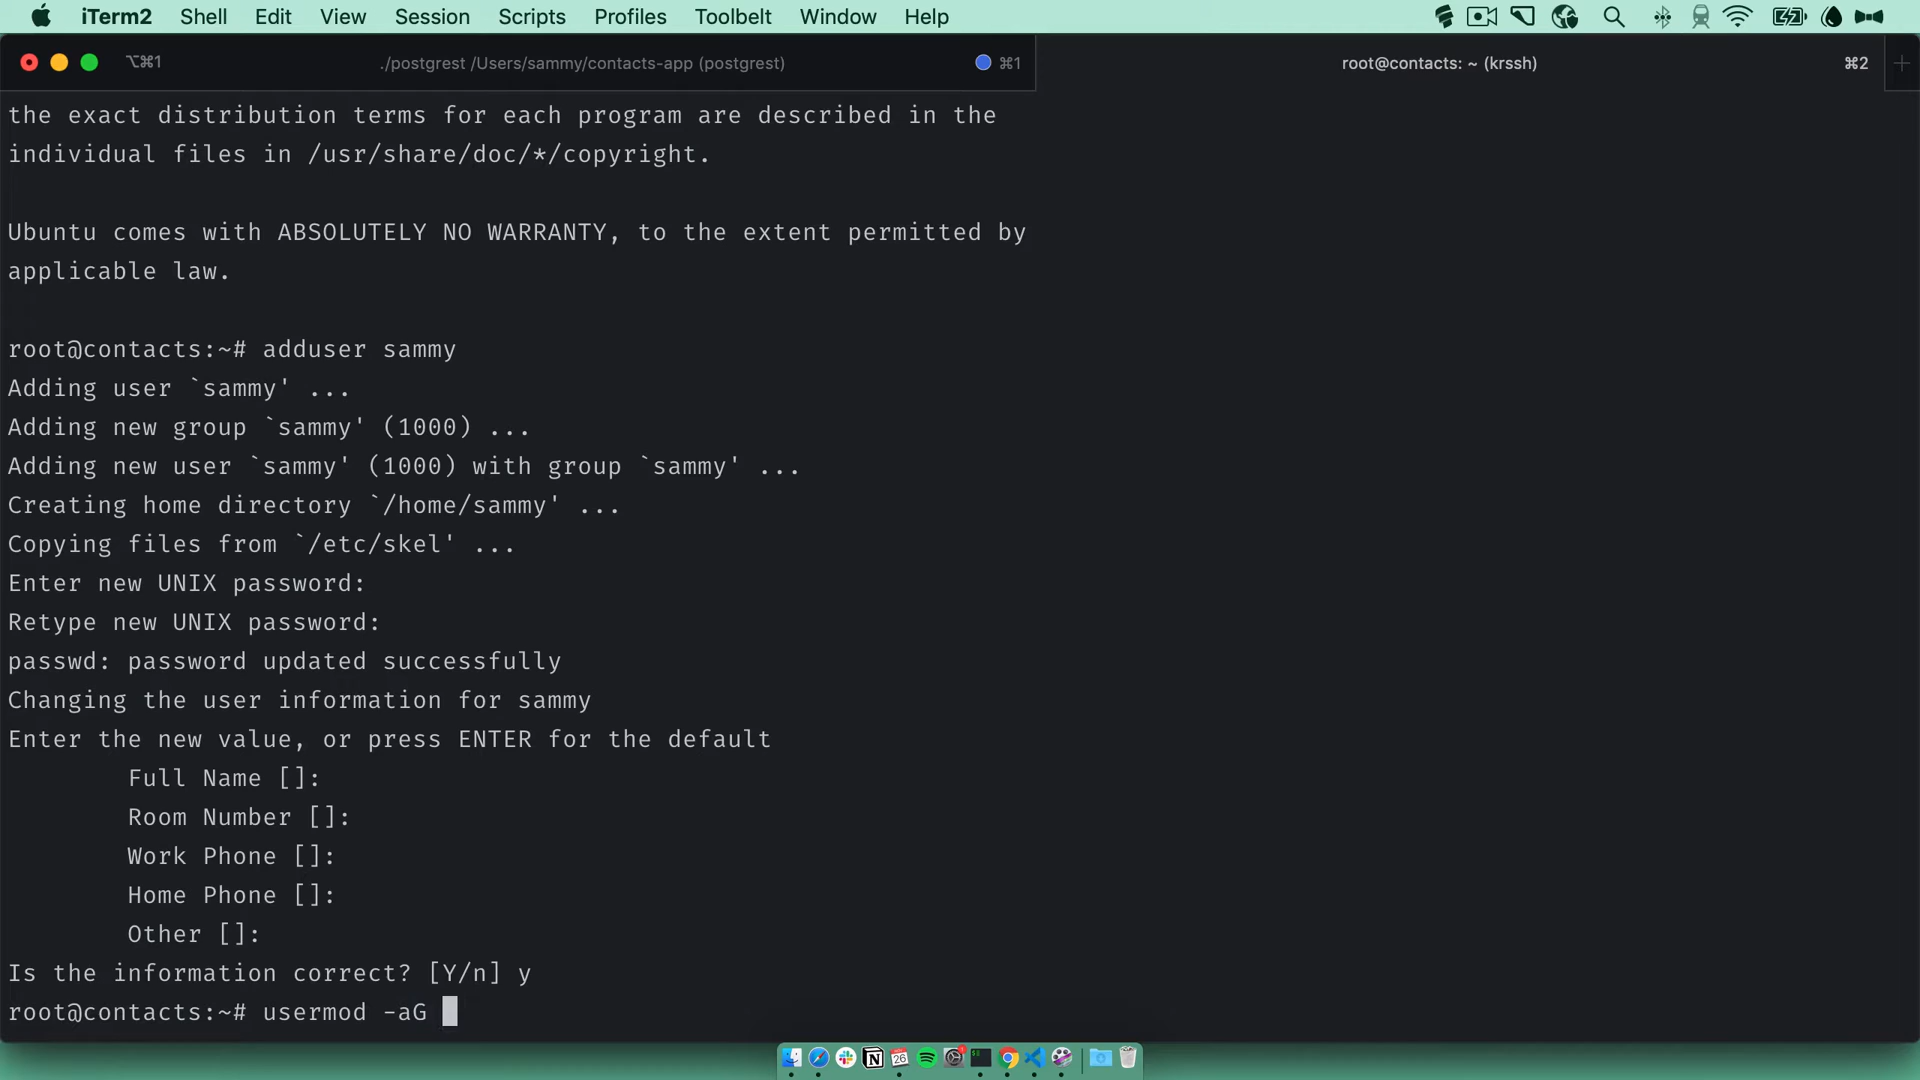 iTerm2 Shell Edit View Session Scripts Profiles Toolbelt Window Help
⌥⌘1 ./postgrest /Users/sammy/contacts-app (postgrest) ⌘1 root@contacts: ~ (krssh) ⌘2
the exact distribution terms for each program are described in the
individual files in /usr/share/doc/*/copyright.
Ubuntu comes with ABSOLUTELY NO WARRANTY, to the extent permitted by
applicable law.
root@contacts:~# adduser sammy
Adding user `sammy' ...
Adding new group `sammy' (1000) ...
Adding new user `sammy' (1000) with group `sammy' ...
Creating home directory `/home/sammy' ...
Copying files from `/etc/skel' ...
Enter new UNIX password:
Retype new UNIX password:
passwd: password updated successfully
Changing the user information for sammy
Enter the new value, or press ENTER for the default
Full Name []:
Room Number []:
Work Phone []:
Home Phone []:
Other []:
Is the information correct? [Y/n] y
root@contacts:~# usermod -aG
26